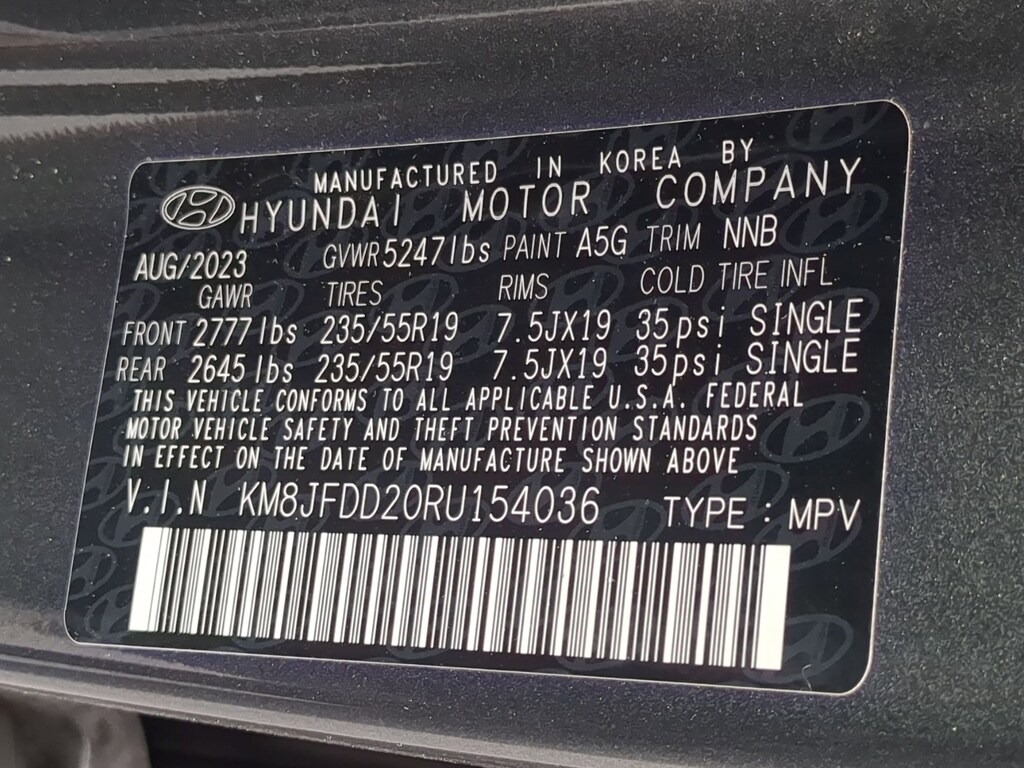 MANUFACTURED IN KOREA BY
HYUNDAI MOTOR COMPANY
AUG/2023 GVWR 5247lbs PAINT A5G TRIM NNB
GAWR TIRES RIMS COLD TIRE INFL.
FRONT 2777lbs 235/55R19 7.5JX19 35psi SINGLE
REAR 2645lbs 235/55R19 7.5JX19 35psi SINGLE
THIS VEHICLE CONFORMS TO ALL APPLICABLE U.S.A. FEDERAL
MOTOR VEHICLE SAFETY AND THEFT PREVENTION STANDARDS
IN EFFECT ON THE DATE OF MANUFACTURE SHOWN ABOVE
V.I.N KM8JFDD20RU154036 TYPE : MPV